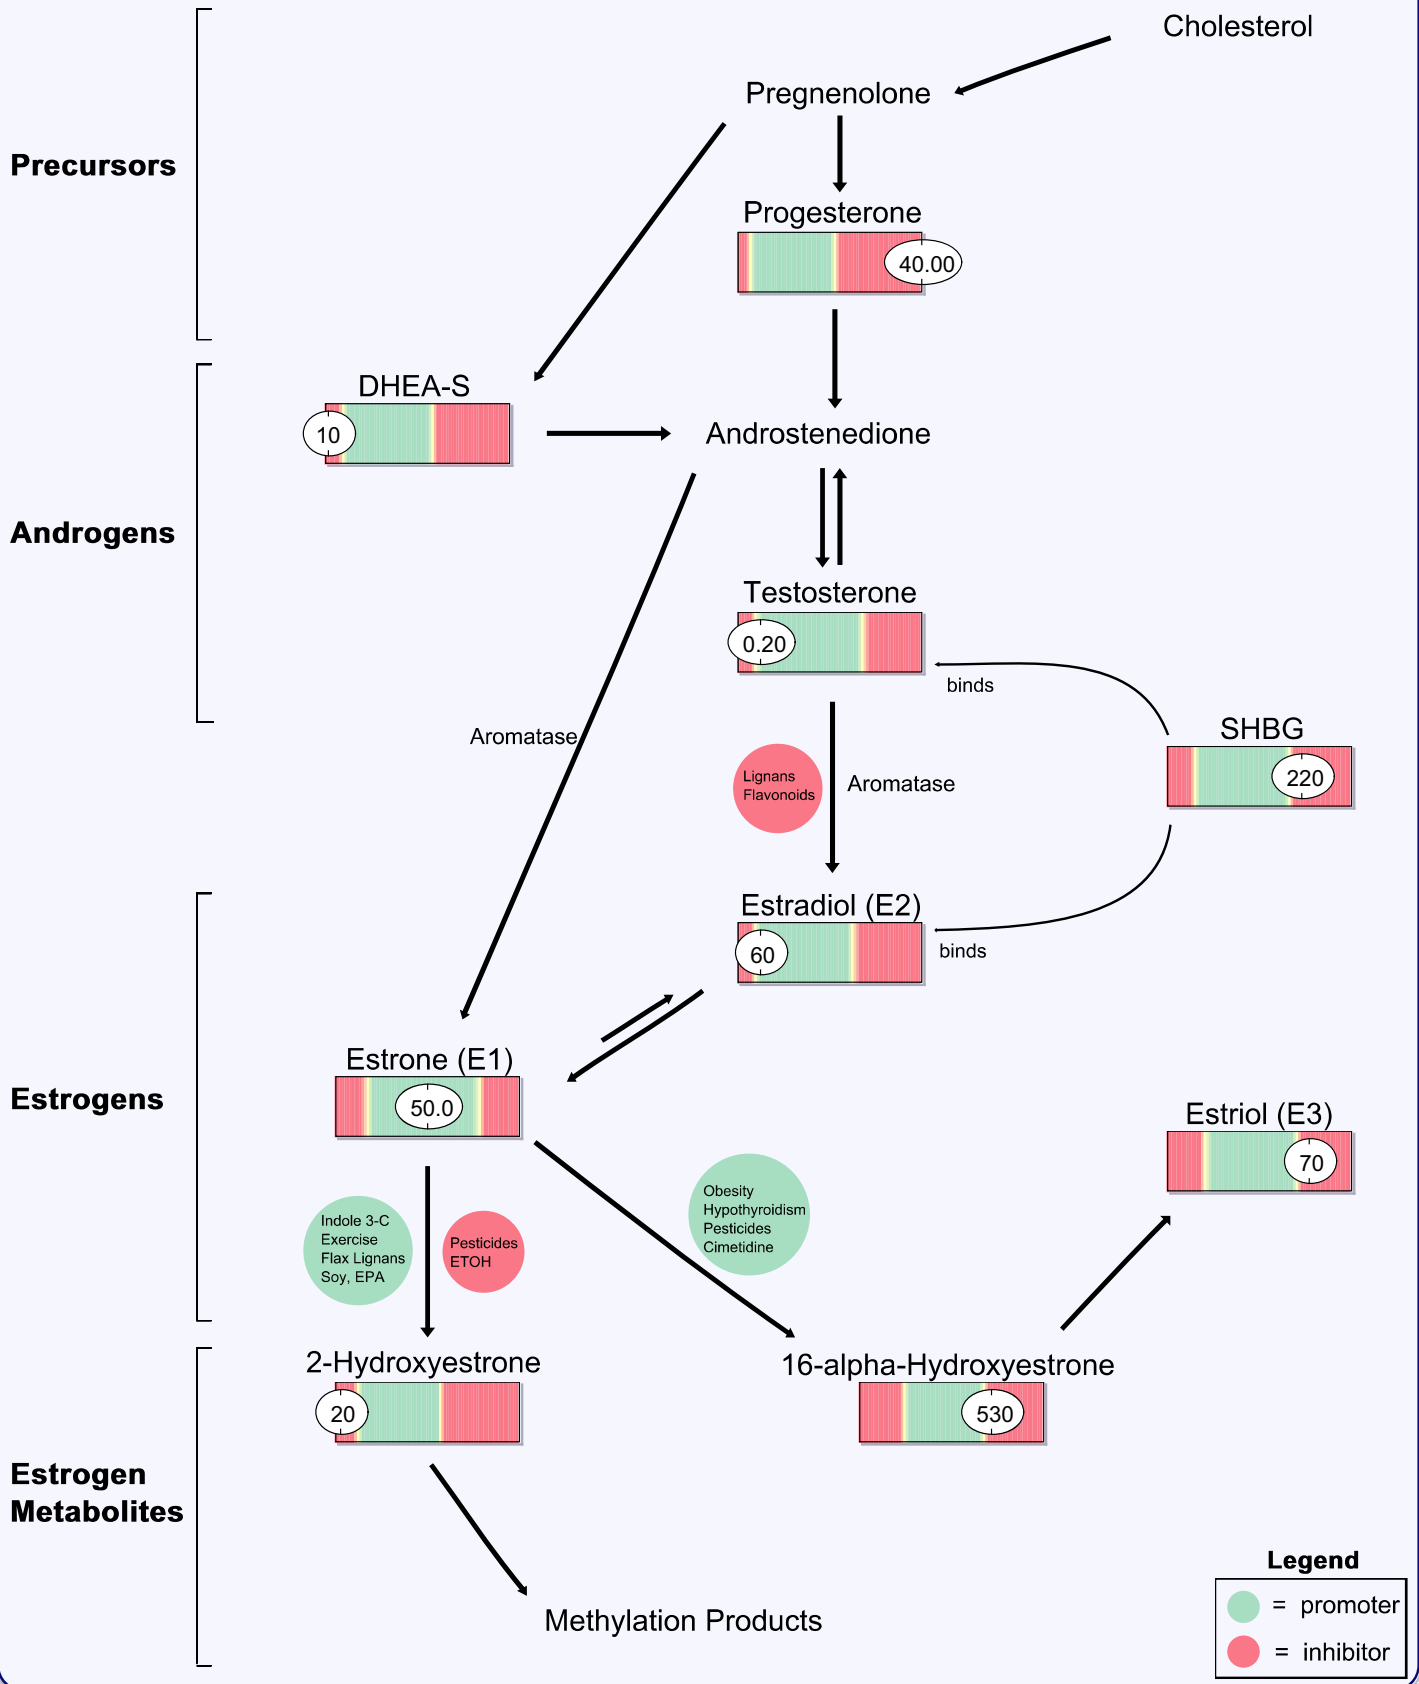 Cholesterol
Pregnenolone
Precursors
Progesterone
40.00
DHEA-S
10
Androstenedione
Androgens
Testosterone
0.20
binds
SHBG
220
Aromatase
Lignans
Flavonoids
Aromatase
Estradiol (E2)
60
binds
Estrone (E1)
50.0
Estrogens
Estriol (E3)
70
Obesity
Hypothyroidism
Pesticides
Cimetidine
Indole 3-C
Exercise
Flax Lignans
Soy, EPA
Pesticides
ETOH
2-Hydroxyestrone
20
16-alpha-Hydroxyestrone
530
Estrogen
Metabolites
Methylation Products
Legend
= promoter
= inhibitor